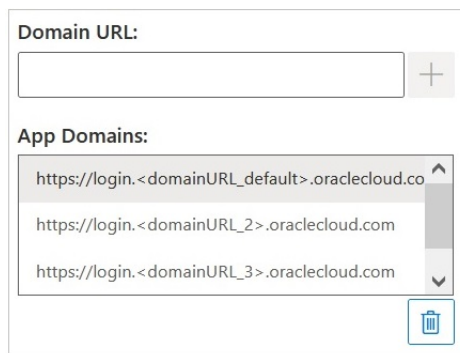 Domain URL:
App Domains:
https://login.<domainURL_default>.oraclecloud.co
https://login.<domainURL_2>.oraclecloud.com
https://login.<domainURL_3>.oraclecloud.com